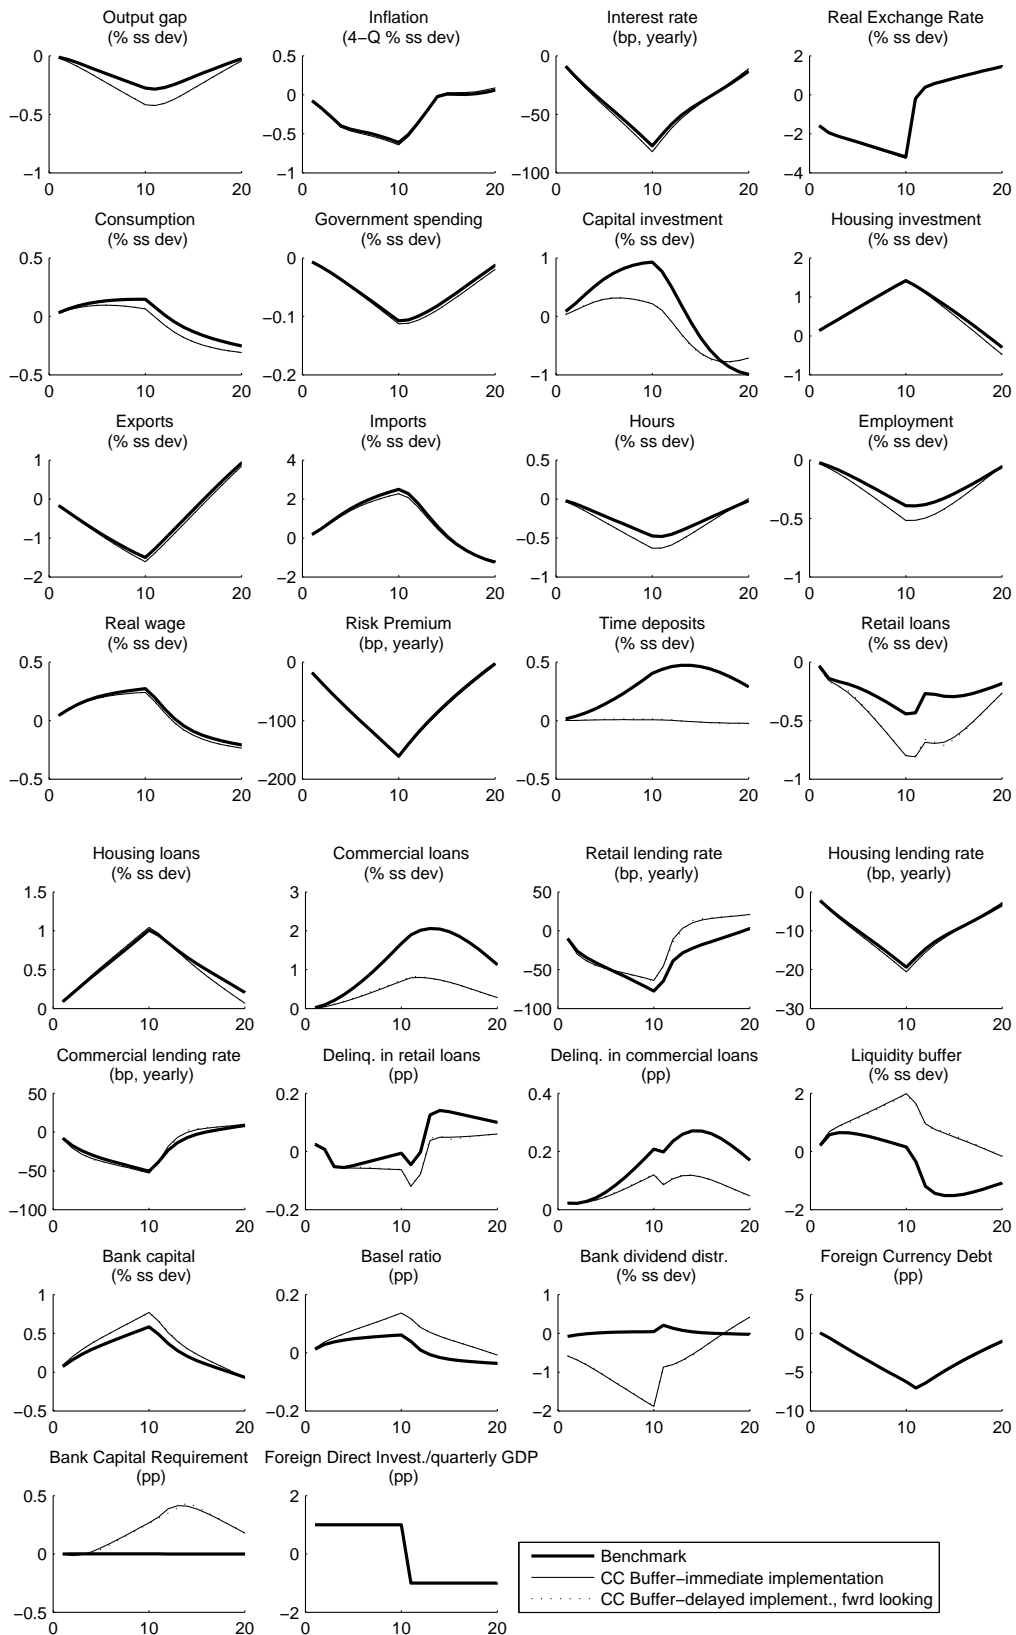 Output gap
(% ss dev)
0
−0.5
−1
0 10 20
Inflation
(4−Q % ss dev)
0.5
0
−0.5
−1
0 10 20
Interest rate
(bp, yearly)
0
−50
−100
0 10 20
Real Exchange Rate
(% ss dev)
2
0
−2
−4
0 10 20
Consumption
(% ss dev)
0.5
0
−0.5
0 10 20
Government spending
(% ss dev)
0
−0.1
−0.2
0 10 20
Capital investment
(% ss dev)
1
0
−1
0 10 20
Housing investment
(% ss dev)
2
1
0
−1
0 10 20
Exports
(% ss dev)
1
0
−1
−2
0 10 20
Imports
(% ss dev)
4
2
0
−2
0 10 20
Hours
(% ss dev)
0.5
0
−0.5
−1
0 10 20
Employment
(% ss dev)
0
−0.5
−1
0 10 20
Real wage
(% ss dev)
0.5
0
−0.5
0 10 20
Risk Premium
(bp, yearly)
0
−100
−200
0 10 20
Time deposits
(% ss dev)
0.5
0
−0.5
0 10 20
Retail loans
(% ss dev)
0
−0.5
−1
0 10 20
Housing loans
(% ss dev)
1.5
1
0.5
0
0 10 20
Commercial loans
(% ss dev)
3
2
1
0
0 10 20
Retail lending rate
(bp, yearly)
50
0
−50
−100
0 10 20
Housing lending rate
(bp, yearly)
0
−10
−20
−30
0 10 20
Commercial lending rate
(bp, yearly)
50
0
−50
−100
0 10 20
Delinq. in retail loans
(pp)
0.2
0
−0.2
0 10 20
Delinq. in commercial loans
(pp)
0.4
0.2
0
0 10 20
Liquidity buffer
(% ss dev)
2
0
−2
0 10 20
Bank capital
(% ss dev)
1
0.5
0
−0.5
0 10 20
Basel ratio
(pp)
0.2
0
−0.2
0 10 20
Bank dividend distr.
(% ss dev)
1
0
−1
−2
0 10 20
Foreign Currency Debt
(pp)
5
0
−5
−10
0 10 20
Bank Capital Requirement
(pp)
0.5
0
−0.5
0 10 20
Foreign Direct Invest./quarterly GDP
(pp)
2
1
0
−1
−2
0 10 20
Benchmark
CC Buffer−immediate implementation
CC Buffer−delayed implement., fwrd looking